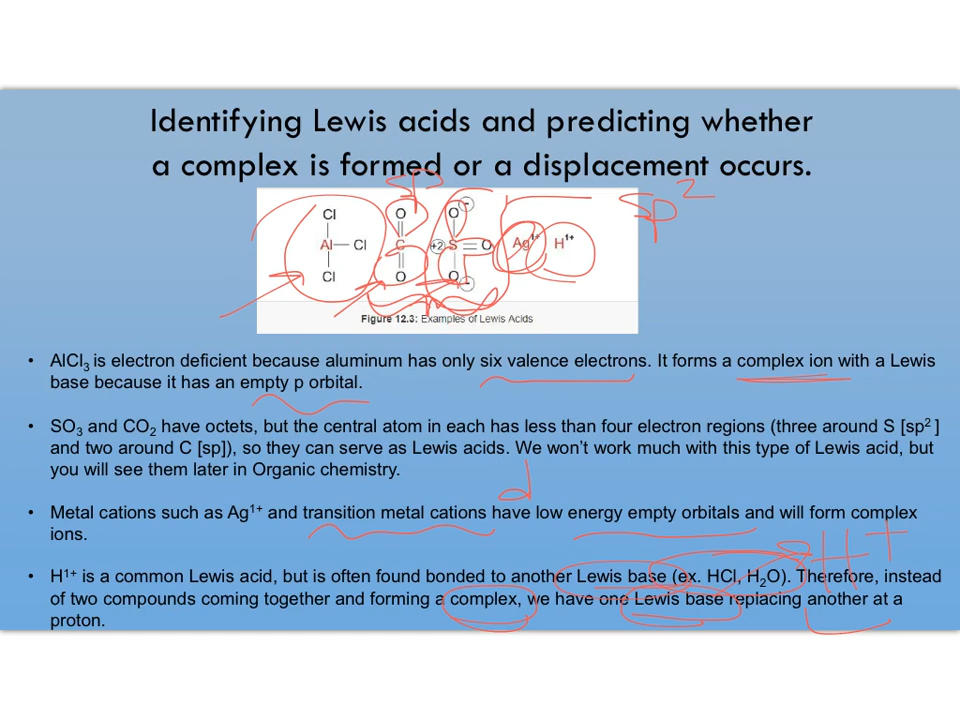 Identifying Lewis acids and predicting whether
a complex is formed or a displacement occurs.
sp
sp²
Cl O O⊖
Al—Cl C +2 S=O Ag¹⁺ H¹⁺
Cl O O⊖
Figure 12.3: Examples of Lewis Acids
• AlCl₃ is electron deficient because aluminum has only six valence electrons. It forms a complex ion with a Lewis
base because it has an empty p orbital.
• SO₃ and CO₂ have octets, but the central atom in each has less than four electron regions (three around S [sp²]
and two around C [sp]), so they can serve as Lewis acids. We won't work much with this type of Lewis acid, but
you will see them later in Organic chemistry.
d
• Metal cations such as Ag¹⁺ and transition metal cations have low energy empty orbitals and will form complex
ions.
H⁺
• H¹⁺ is a common Lewis acid, but is often found bonded to another Lewis base (ex. HCl, H₂O). Therefore, instead
of two compounds coming together and forming a complex, we have one Lewis base replacing another at a
proton.